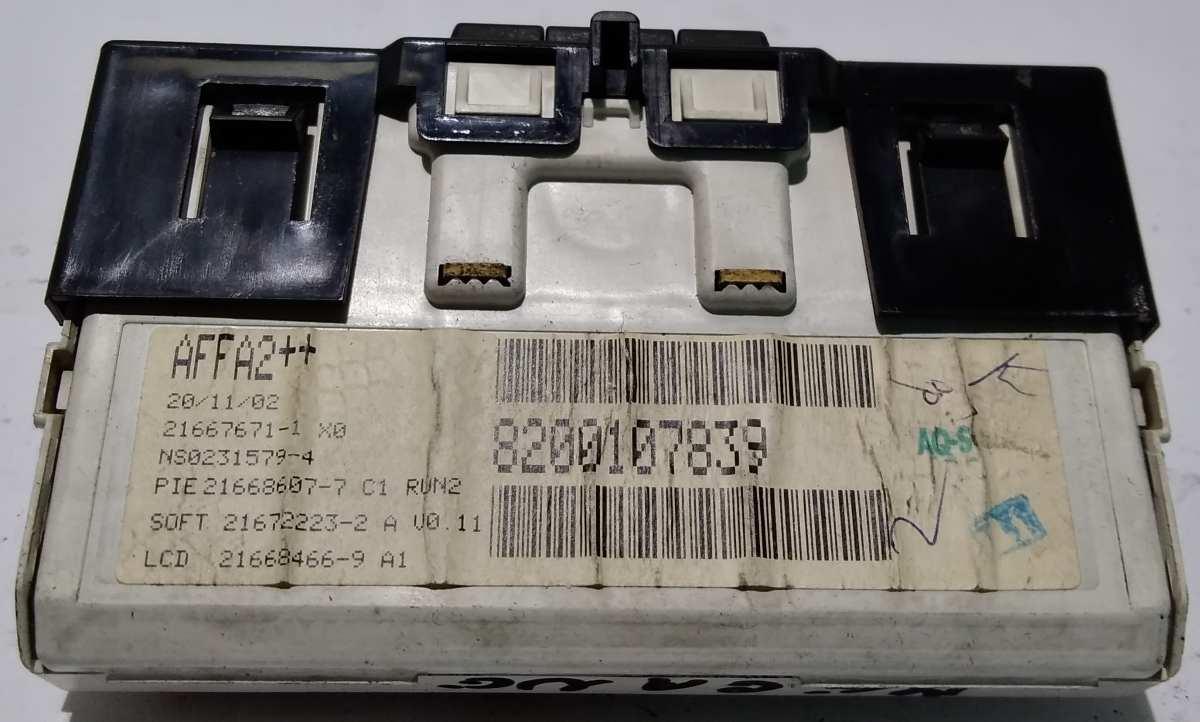 AFFA2++
20/11/02
21667671-1 X0
NS0231579-4
PIE 21668607-7 C1 RUN2
SOFT 21672223-2 A V0.11
LCD 21668466-9 A1
8200107839
AQ-S